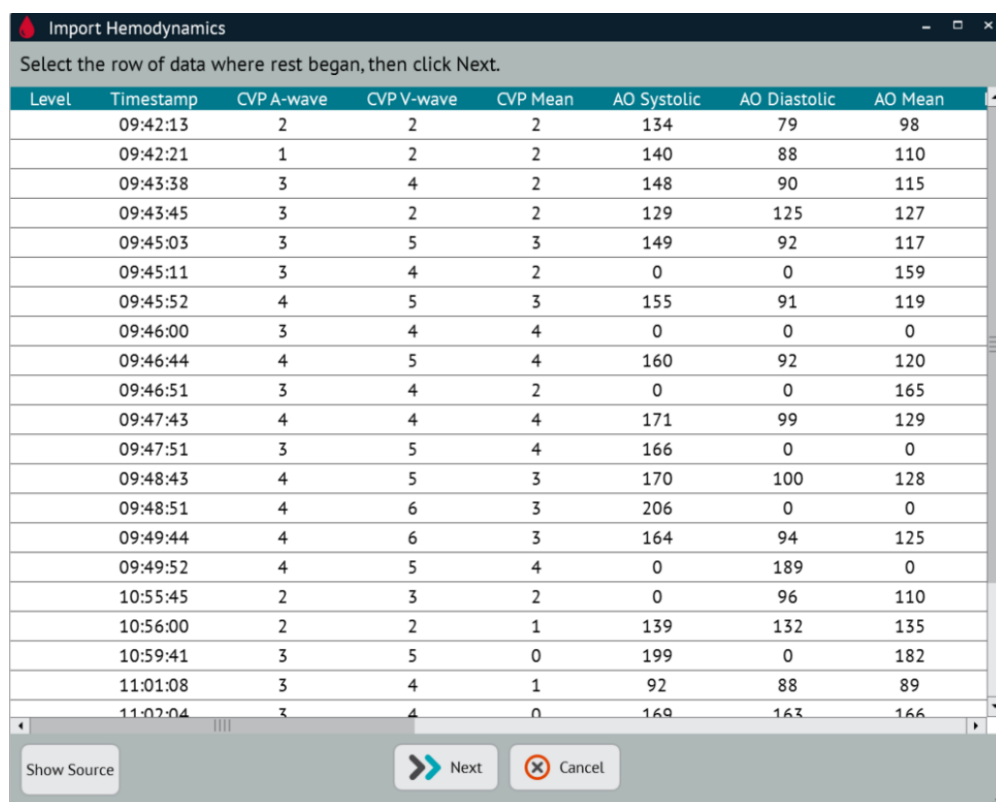 Import Hemodynamics
Select the row of data where rest began, then click Next.
Level Timestamp CVP A-wave CVP V-wave CVP Mean AO Systolic AO Diastolic AO Mean
09:42:13 2 2 2 134 79 98
09:42:21 1 2 2 140 88 110
09:43:38 3 4 2 148 90 115
09:43:45 3 2 2 129 125 127
09:45:03 3 5 3 149 92 117
09:45:11 3 4 2 0 0 159
09:45:52 4 5 3 155 91 119
09:46:00 3 4 4 0 0 0
09:46:44 4 5 4 160 92 120
09:46:51 3 4 2 0 0 165
09:47:43 4 4 4 171 99 129
09:47:51 3 5 4 166 0 0
09:48:43 4 5 3 170 100 128
09:48:51 4 6 3 206 0 0
09:49:44 4 6 3 164 94 125
09:49:52 4 5 4 0 189 0
10:55:45 2 3 2 0 96 110
10:56:00 2 2 1 139 132 135
10:59:41 3 5 0 199 0 182
11:01:08 3 4 1 92 88 89
11:02:04 3 4 0 169 163 166
Show Source Next Cancel